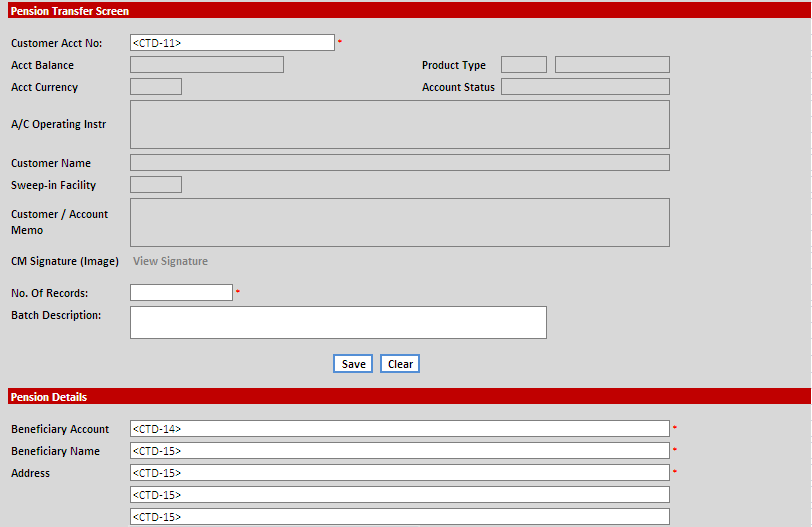 Pension Transfer Screen
Customer Acct No: <CTD-11> *
Acct Balance Product Type
Acct Currency Account Status
A/C Operating Instr
Customer Name
Sweep-in Facility
Customer / Account
Memo
CM Signature (Image) View Signature
No. Of Records: *
Batch Description:
Save Clear
Pension Details
Beneficiary Account <CTD-14> *
Beneficiary Name <CTD-15> *
Address <CTD-15> *
<CTD-15>
<CTD-15>